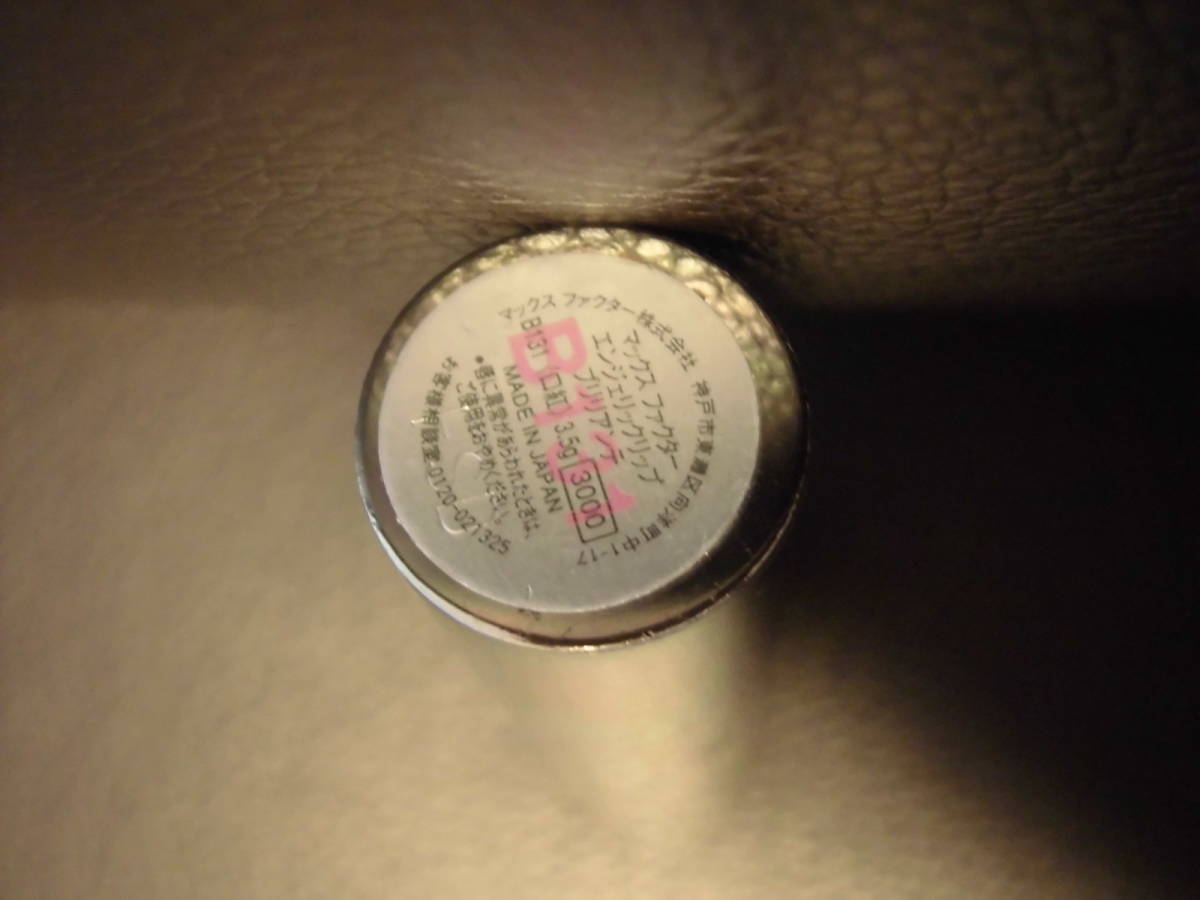 マックス ファクター株式会社 神戸市東灘区向洋町中1-17
マックス ファクター
エンジェリックリップ
ブリリアンテ
B131 (口紅) 3.5g 3000
B131
MADE IN JAPAN
•唇に異常があらわれたときは、
ご使用をおやめください。
お客様相談室 0120-021325